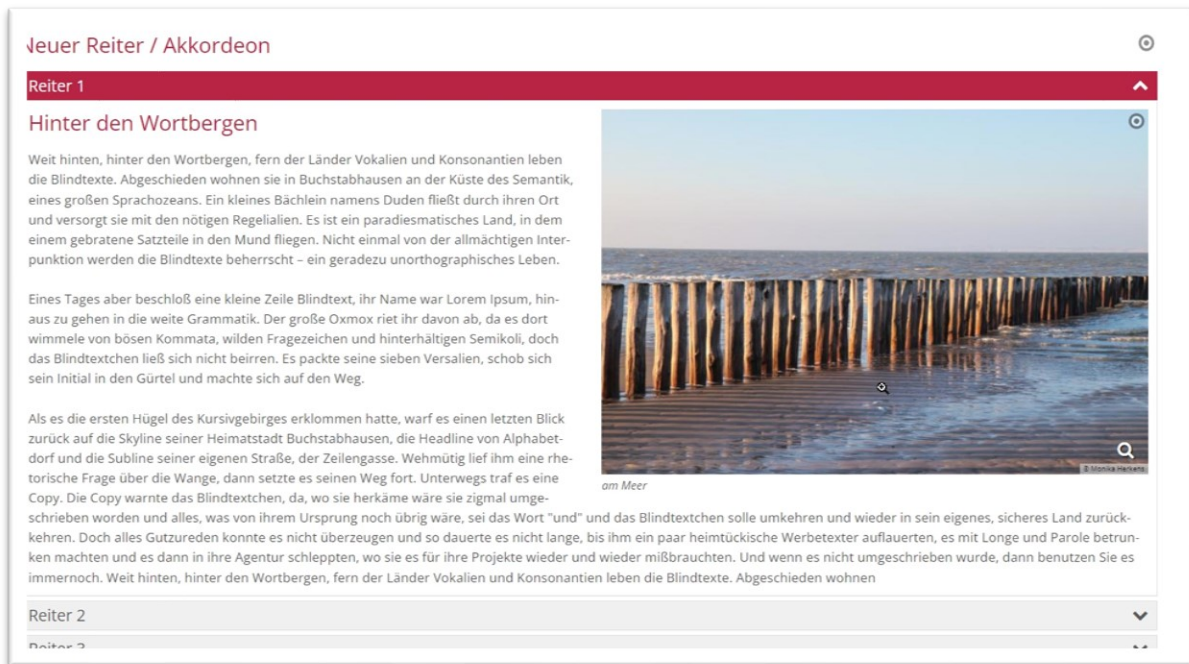 Neuer Reiter / Akkordeon
Reiter 1
Hinter den Wortbergen
Weit hinten, hinter den Wortbergen, fern der Länder Vokalien und Konsonantien leben
die Blindtexte. Abgeschieden wohnen sie in Buchstabhausen an der Küste des Semantik,
eines großen Sprachozeans. Ein kleines Bächlein namens Duden fließt durch ihren Ort
und versorgt sie mit den nötigen Regelialien. Es ist ein paradiesmatisches Land, in dem
einem gebratene Satzteile in den Mund fliegen. Nicht einmal von der allmächtigen Inter-
punktion werden die Blindtexte beherrscht – ein geradezu unorthographisches Leben.
Eines Tages aber beschloß eine kleine Zeile Blindtext, ihr Name war Lorem Ipsum, hin-
aus zu gehen in die weite Grammatik. Der große Oxmox riet ihr davon ab, da es dort
wimmele von bösen Kommata, wilden Fragezeichen und hinterhältigen Semikoli, doch
das Blindtextchen ließ sich nicht beirren. Es packte seine sieben Versalien, schob sich
sein Initial in den Gürtel und machte sich auf den Weg.
Als es die ersten Hügel des Kursivgebirges erklommen hatte, warf es einen letzten Blick
zurück auf die Skyline seiner Heimatstadt Buchstabhausen, die Headline von Alphabet-
dorf und die Subline seiner eigenen Straße, der Zeilengasse. Wehmütig lief ihm eine rhe-
torische Frage über die Wange, dann setzte es seinen Weg fort. Unterwegs traf es eine
Copy. Die Copy warnte das Blindtextchen, da, wo sie herkäme wäre sie zigmal umge-
schrieben worden und alles, was von ihrem Ursprung noch übrig wäre, sei das Wort "und" und das Blindtextchen solle umkehren und wieder in sein eigenes, sicheres Land zurück-
kehren. Doch alles Gutzureden konnte es nicht überzeugen und so dauerte es nicht lange, bis ihm ein paar heimtückische Werbetexter auflauerten, es mit Longe und Parole betrun-
ken machten und es dann in ihre Agentur schleppten, wo sie es für ihre Projekte wieder und wieder mißbrauchten. Und wenn es nicht umgeschrieben wurde, dann benutzen Sie es
immernoch. Weit hinten, hinter den Wortbergen, fern der Länder Vokalien und Konsonantien leben die Blindtexte. Abgeschieden wohnen
© Monika Herkens
am Meer
Reiter 2
Reiter 3